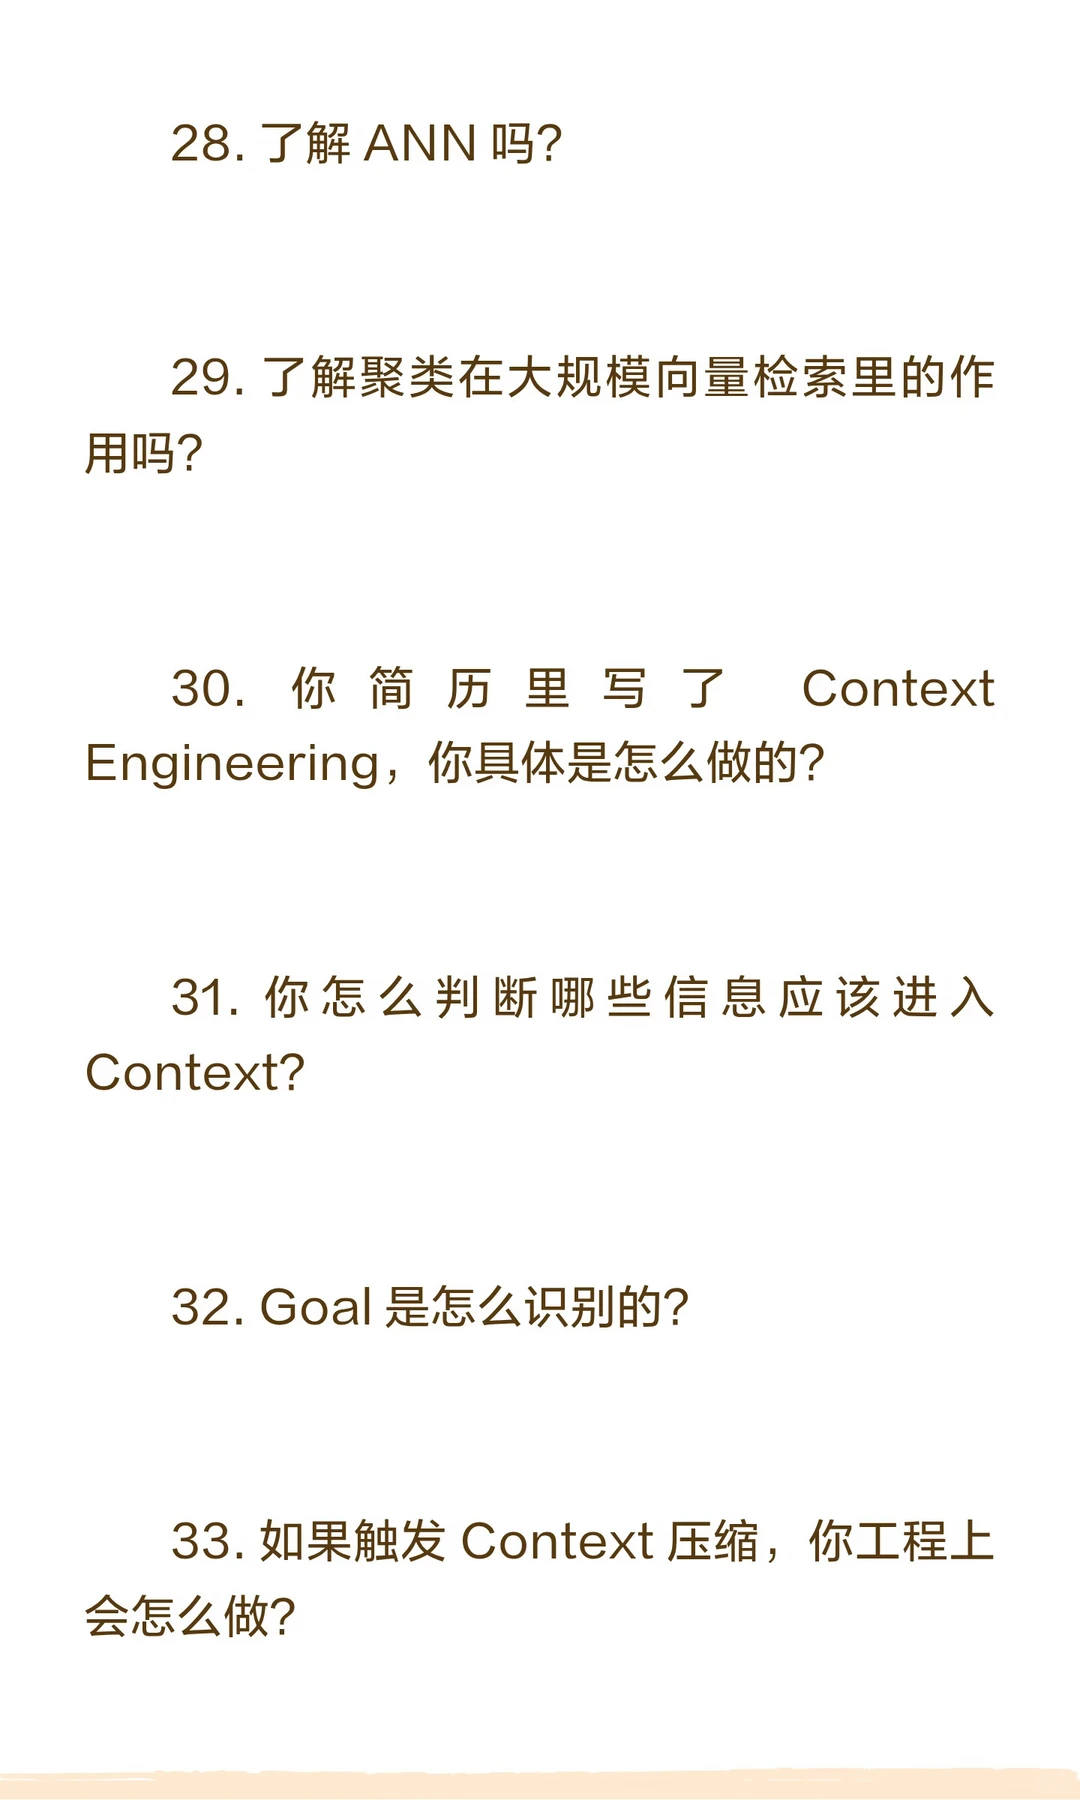 28. 了解 ANN 吗？
29. 了解聚类在大规模向量检索里的作
用吗？
30. 你简历里写了 Context
Engineering，你具体是怎么做的？
31. 你怎么判断哪些信息应该进入
Context？
32. Goal 是怎么识别的？
33. 如果触发 Context 压缩，你工程上
会怎么做？